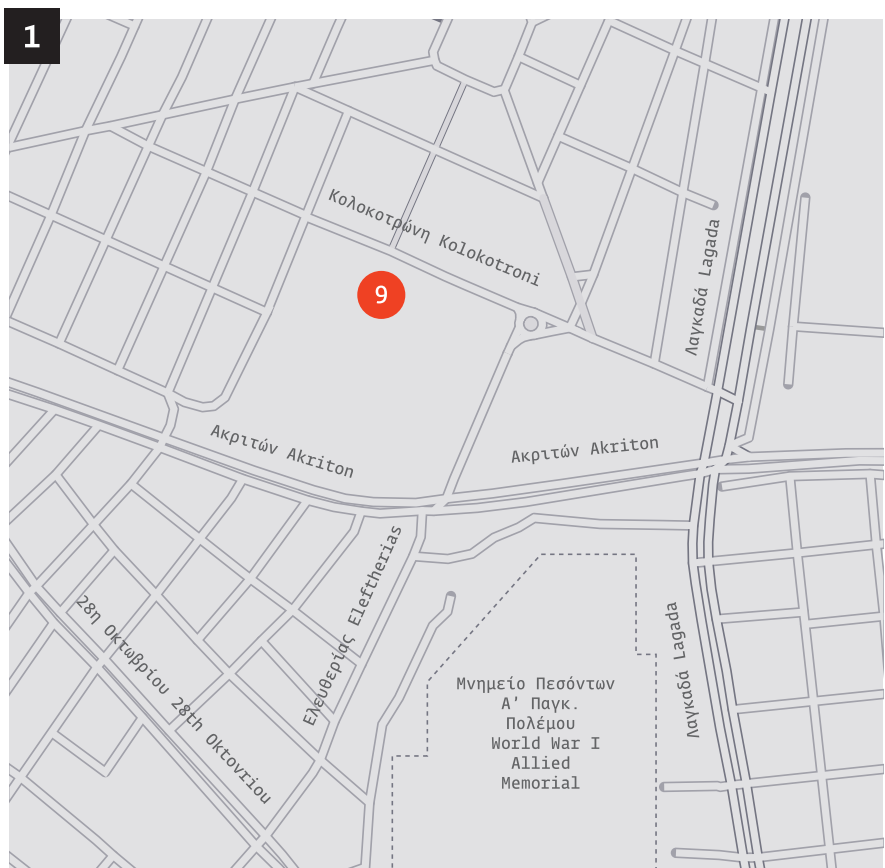 1
Κολοκοτρώνη Kolokotroni
9
Λαγκαδά Lagada
Ακριτών Akriton
Ακριτών Akriton
Ελευθερίας Eleftherias
28η Οκτωβρίου 28th Oktovriou
Λαγκαδά Lagada
Μνημείο Πεσόντων
Α' Παγκ.
Πολέμου
World War I
Allied
Memorial